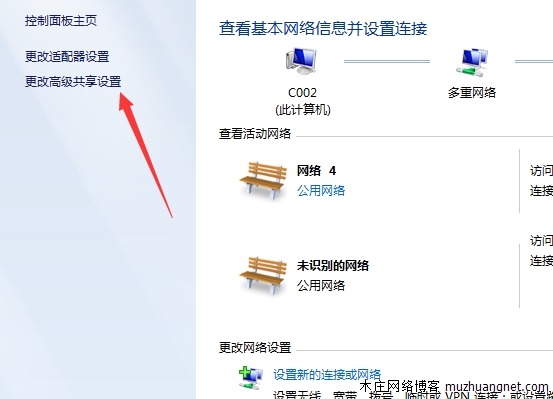 控制面板主页
更改适配器设置
更改高级共享设置
查看基本网络信息并设置连接
C002
(此计算机)
多重网络
查看活动网络
网络 4
公用网络
访问
连接
未识别的网络
公用网络
访问
连接
更改网络设置
设置新的连接或网络
木庄网络博客 muzhuangnet.com
设置无线、宽带、拨号、临时或 VPN 连接；或设置路